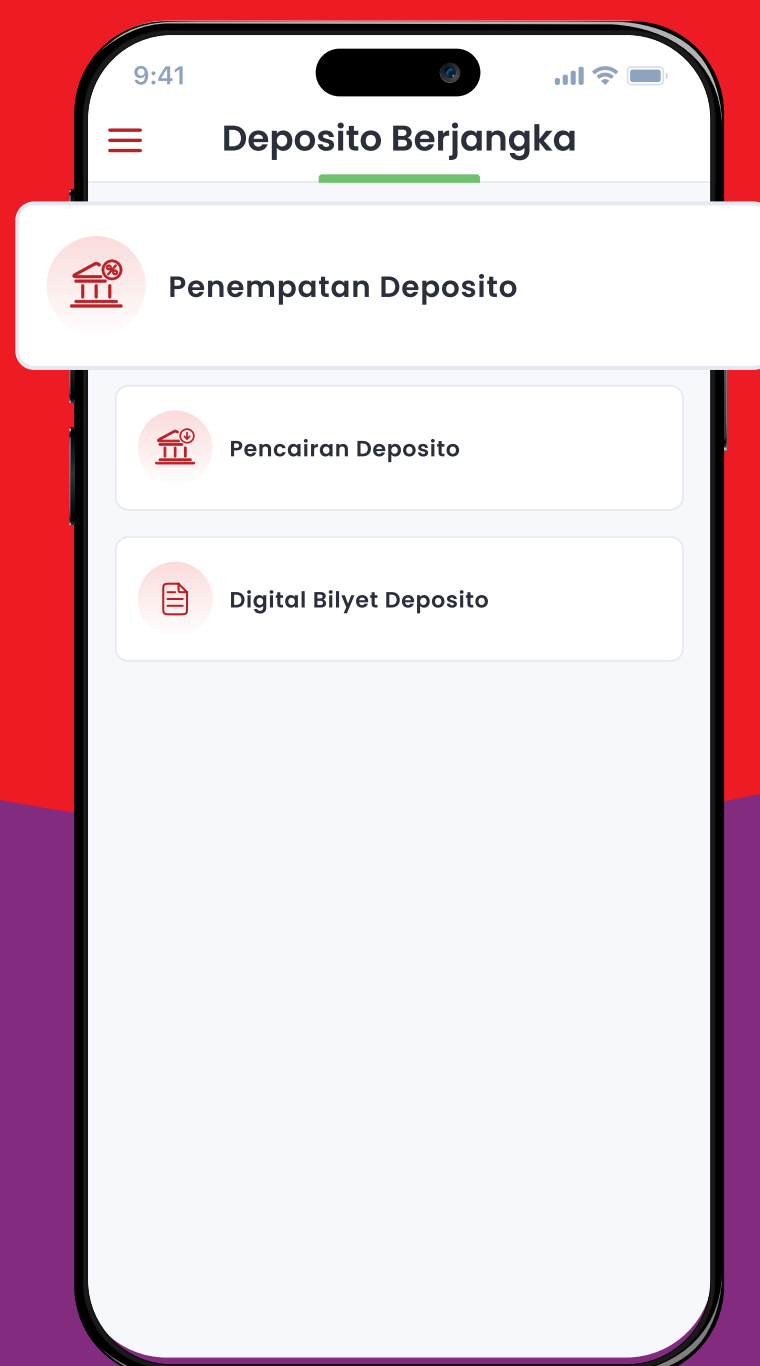 9:41
Deposito Berjangka
Penempatan Deposito
Pencairan Deposito
Digital Bilyet Deposito